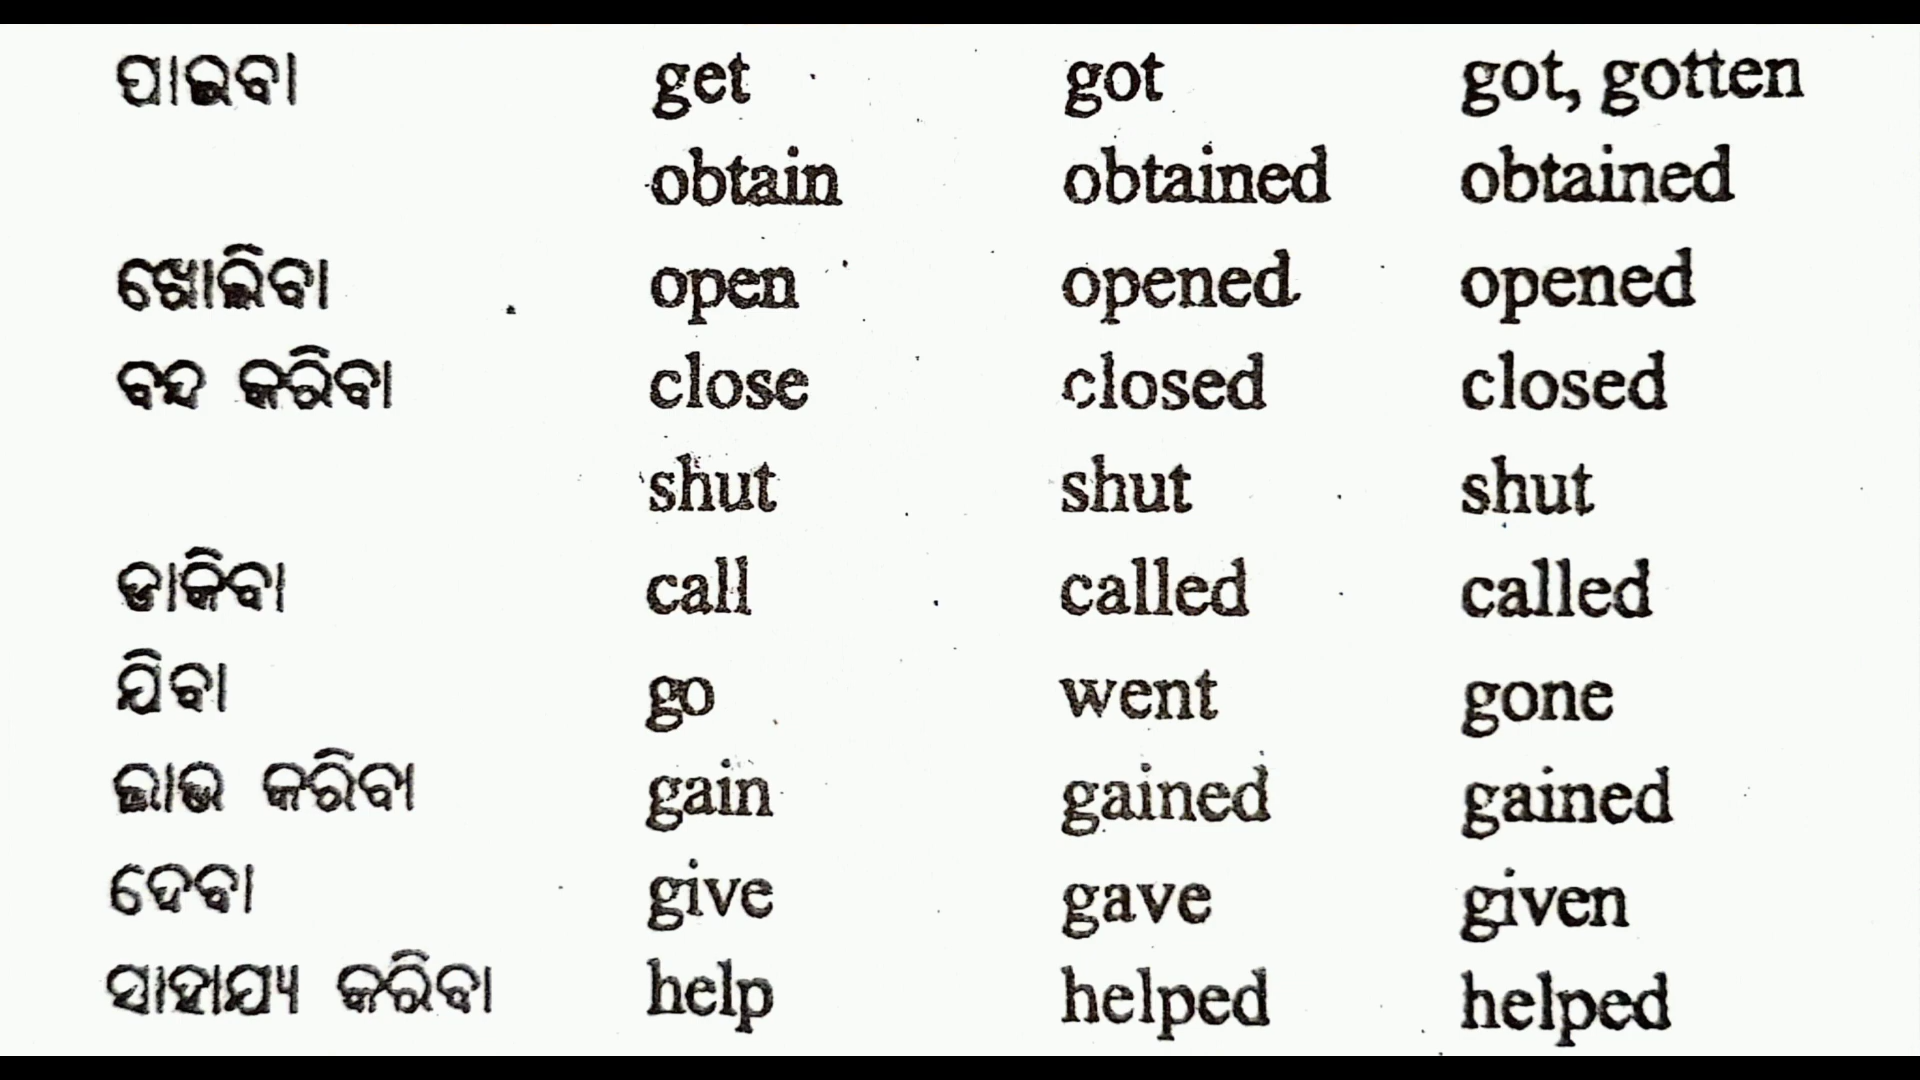 ପାଇବା get got got, gotten
obtain obtained obtained
ଖୋଲିବା open opened opened
ବନ୍ଦ କରିବା close closed closed
shut shut shut
ଡାକିବା call called called
ଯିବା go went gone
ଲାଭ କରିବା gain gained gained
ଦେବା give gave given
ସାହାଯ୍ୟ କରିବା help helped helped